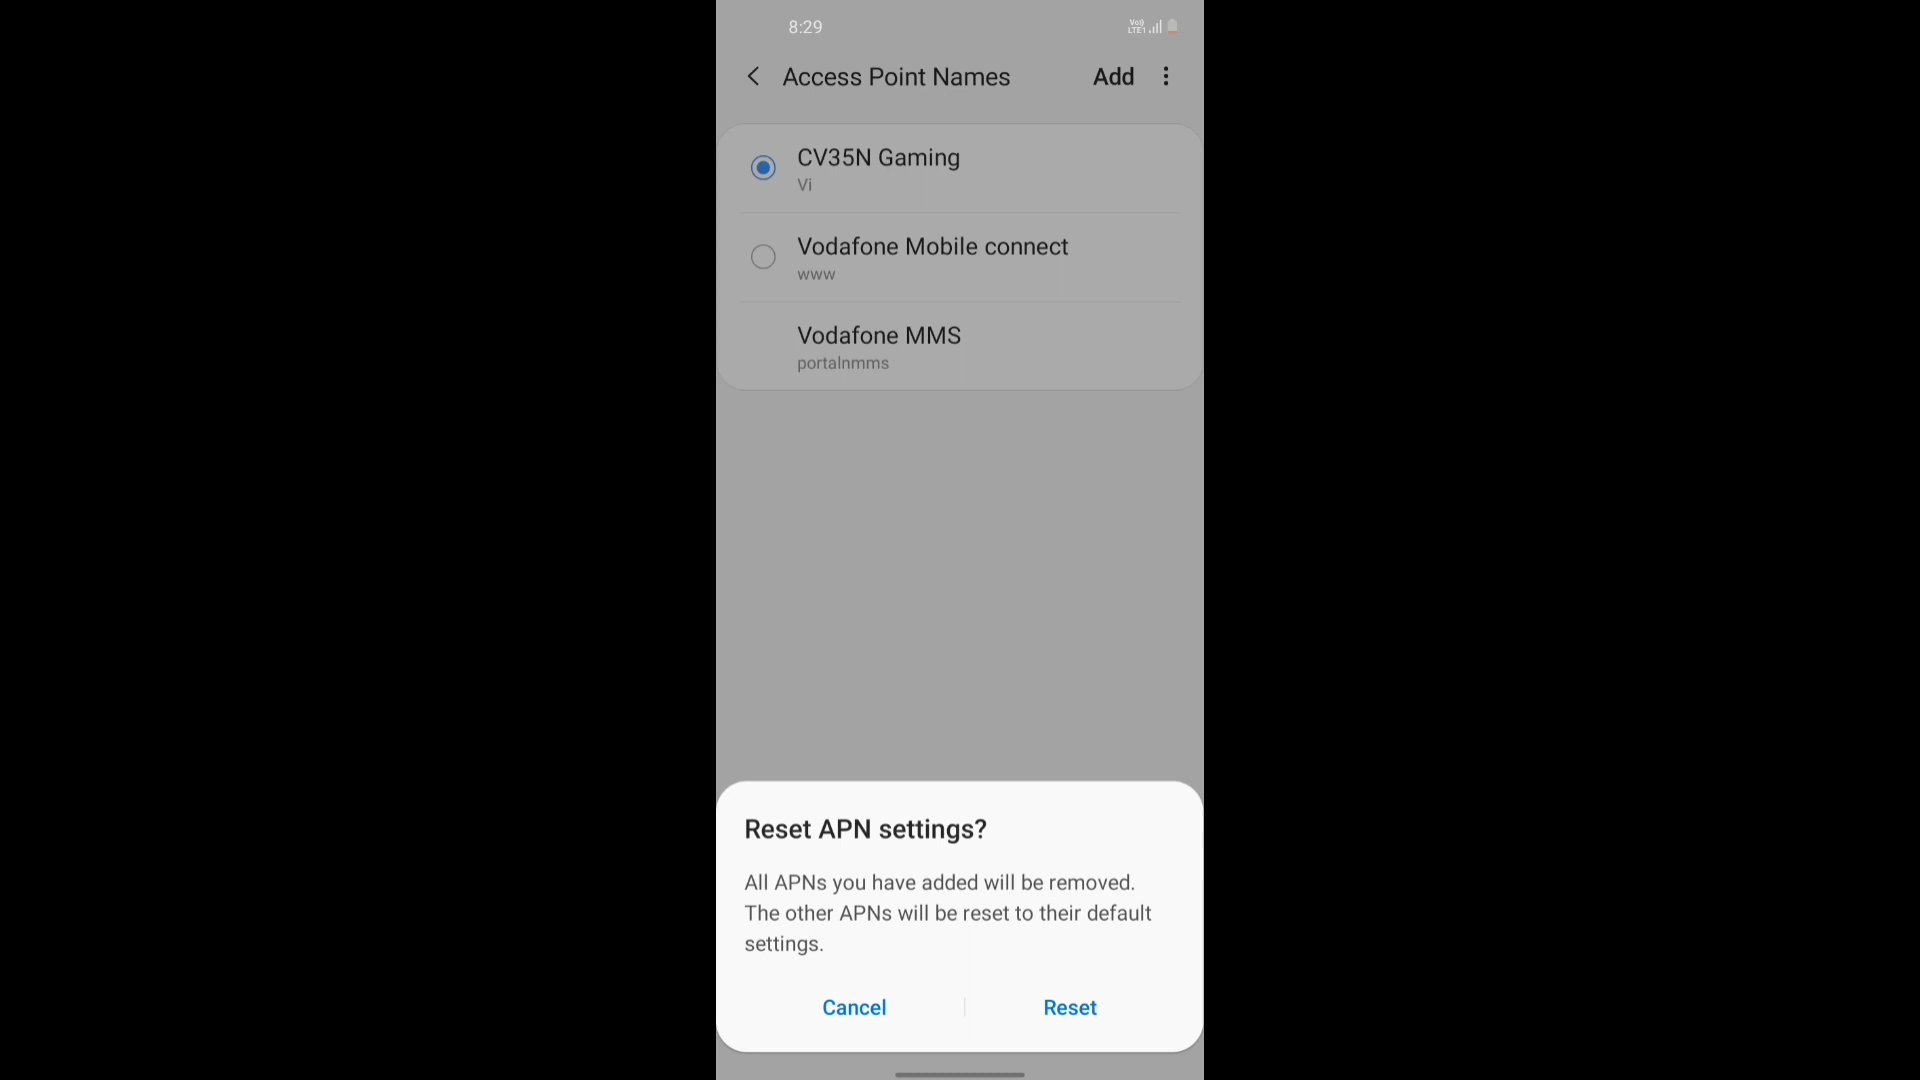 8:29
Vo)) LTE1
Access Point Names
Add
CV35N Gaming
Vi
Vodafone Mobile connect
www
Vodafone MMS
portalnmms
Reset APN settings?
All APNs you have added will be removed.
The other APNs will be reset to their default
settings.
Cancel
Reset